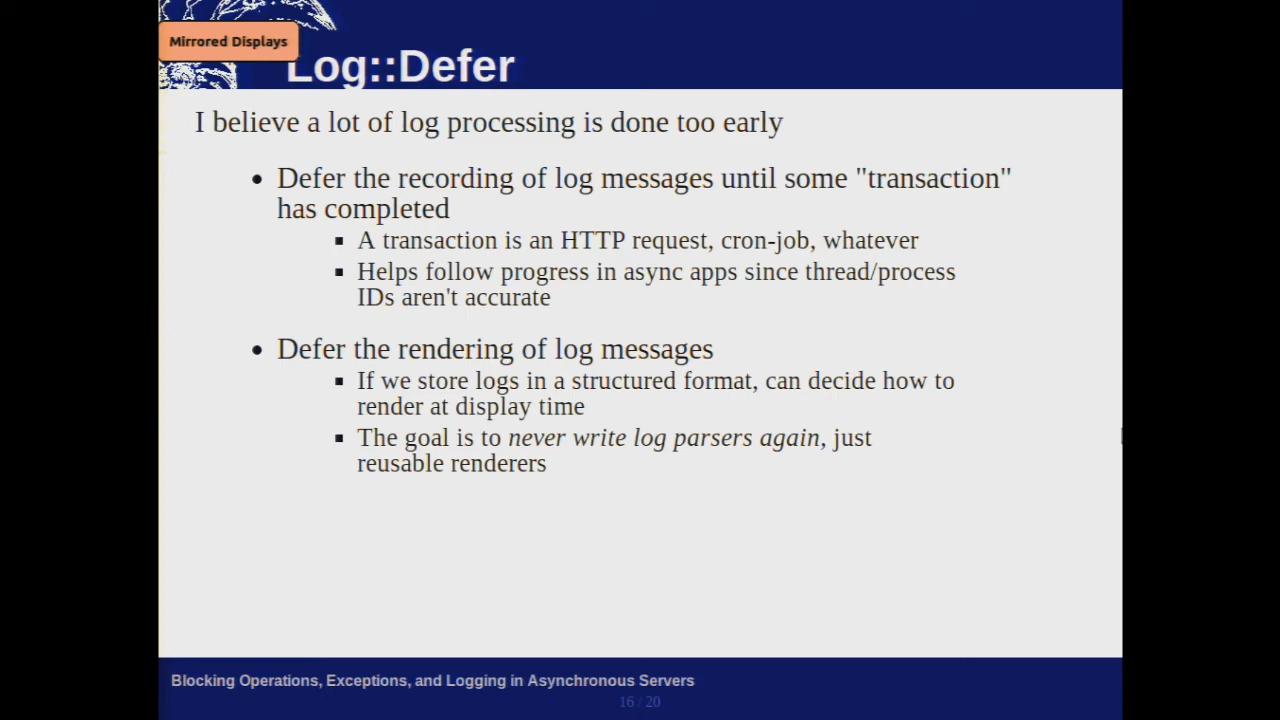 Mirrored Displays
Log::Defer
I believe a lot of log processing is done too early
Defer the recording of log messages until some "transaction"
has completed
A transaction is an HTTP request, cron-job, whatever
Helps follow progress in async apps since thread/process
IDs aren't accurate
Defer the rendering of log messages
If we store logs in a structured format, can decide how to
render at display time
The goal is to never write log parsers again, just
reusable renderers
Blocking Operations, Exceptions, and Logging in Asynchronous Servers
16 / 20